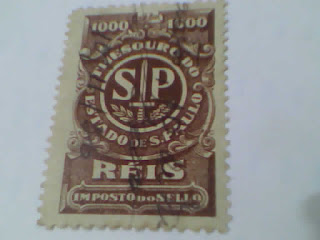 1000 1000
THESOURO DO
SP
ESTADO DE S. PAULO
REIS
IMPOSTO DO SELLO